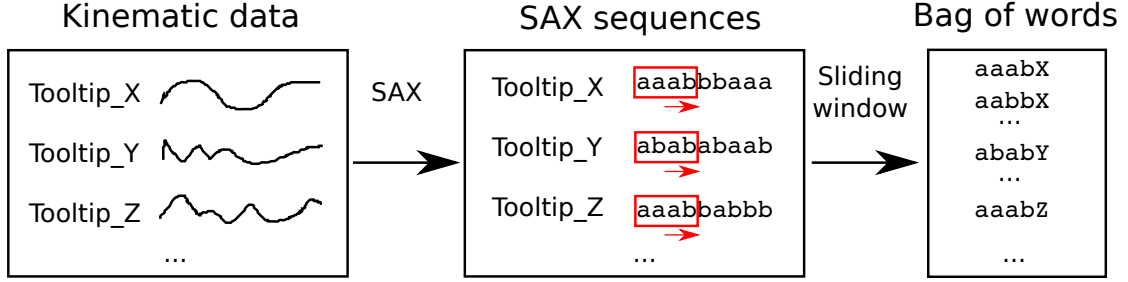 Kinematic data
SAX sequences
Bag of words
Tooltip_X
Tooltip_Y
Tooltip_Z
...
SAX
Tooltip_X aaabbbaaa
Tooltip_Y abababaab
Tooltip_Z aaabbabbb
...
Sliding
window
aaabX
aabbX
...
ababY
...
aaabZ